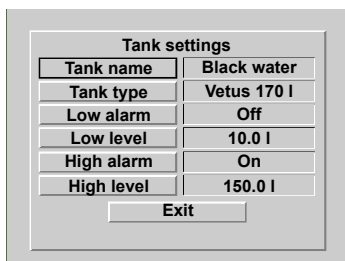 Tank settings
Tank name Black water
Tank type Vetus 170 l
Low alarm Off
Low level 10.0 l
High alarm On
High level 150.0 l
Exit